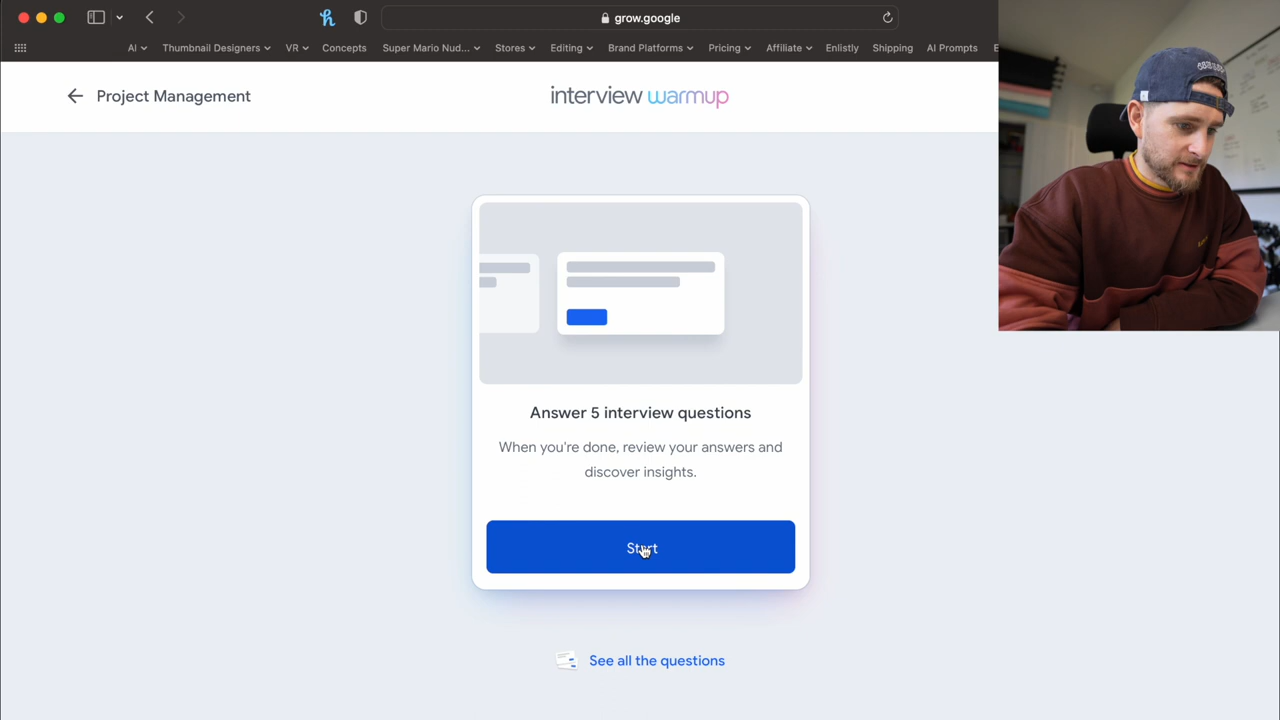 grow.google
AI Thumbnail Designers VR Concepts Super Mario Nud... Stores Editing Brand Platforms Pricing Affiliate Enlistly Shipping AI Prompts
Project Management
interview warmup
Answer 5 interview questions
When you're done, review your answers and
discover insights.
Start
See all the questions